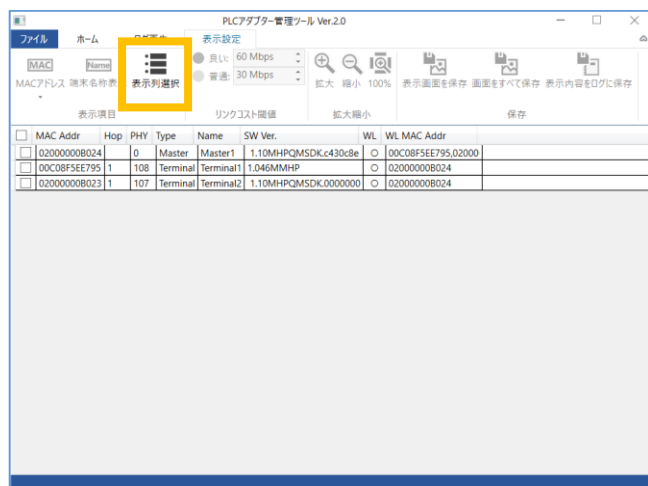 PLCアダプター管理ツール Ver.2.0
ファイル ホーム ログ再生 表示設定
MAC Name 良い: 60 Mbps
普通: 30 Mbps
MACアドレス 端末名称表 表示列選択 拡大 縮小 100% 表示画面を保存 画面をすべて保存 表示内容をログに保存
表示項目 リンクコスト閾値 拡大縮小 保存
MAC Addr Hop PHY Type Name SW Ver. WL WL MAC Addr
02000000B024 0 Master Master1 1.10MHPQMSDK.c430c8e ○ 00C08F5EE795,02000
00C08F5EE795 1 108 Terminal Terminal1 1.046MMHP ○ 02000000B024
02000000B023 1 107 Terminal Terminal2 1.10MHPQMSDK.0000000 ○ 02000000B024